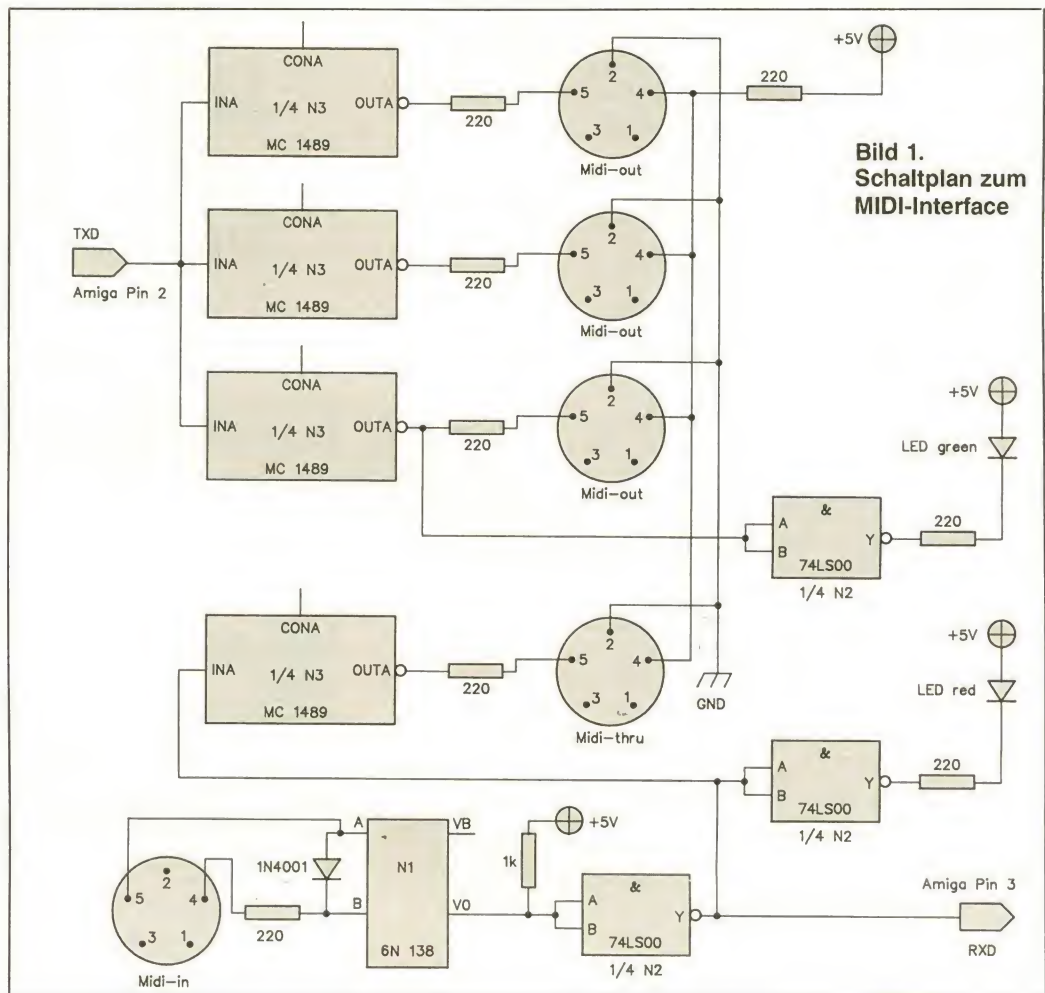 CONA
INA
1/4 N3
OUTA
MC 1489
220
5
2
4
3
1
Midi-out
220
+5V
Bild 1.
Schaltplan zum
MIDI-Interface
TXD
Amiga Pin 2
CONA
INA
1/4 N3
OUTA
MC 1489
220
5
2
4
3
1
Midi-out
CONA
INA
1/4 N3
OUTA
MC 1489
220
5
2
4
3
1
Midi-out
+5V
LED green
&
A
B
Y
74LS00
1/4 N2
220
CONA
INA
1/4 N3
OUTA
MC 1489
220
5
2
4
3
1
Midi-thru
GND
+5V
LED red
&
A
B
Y
74LS00
1/4 N2
220
5
2
4
3
1
Midi-in
220
1N4001
A
B
N1
VB
VO
6N 138
1k
+5V
&
A
B
Y
74LS00
1/4 N2
Amiga Pin 3
RXD